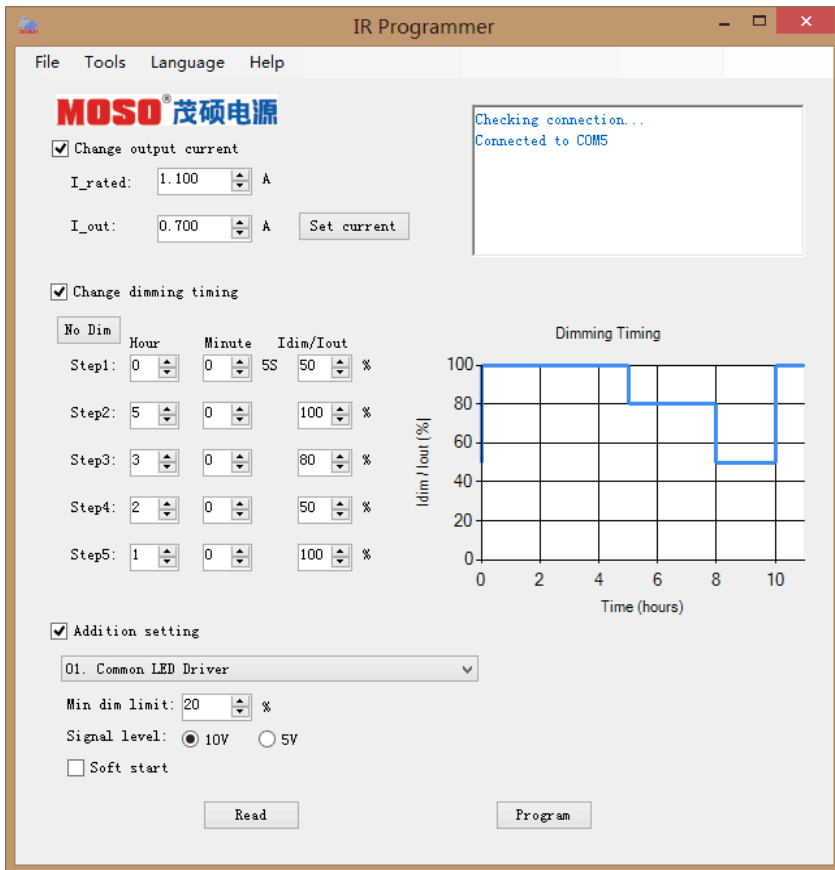 IR Programmer
File Tools Language Help
MOSO® 茂硕电源
Checking connection...
Connected to COM5
Change output current
I_rated: 1.100 A
I_out: 0.700 A Set current
Change dimming timing
No Dim
Hour Minute Idim/Iout
Step1: 0 0 5S 50 %
Step2: 5 0 100 %
Step3: 3 0 80 %
Step4: 2 0 50 %
Step5: 1 0 100 %
Dimming Timing
Idim / Iout (%)
100
80
60
40
20
0
0 2 4 6 8 10
Time (hours)
Addition setting
01. Common LED Driver
Min dim limit: 20 %
Signal level: 10V 5V
Soft start
Read Program